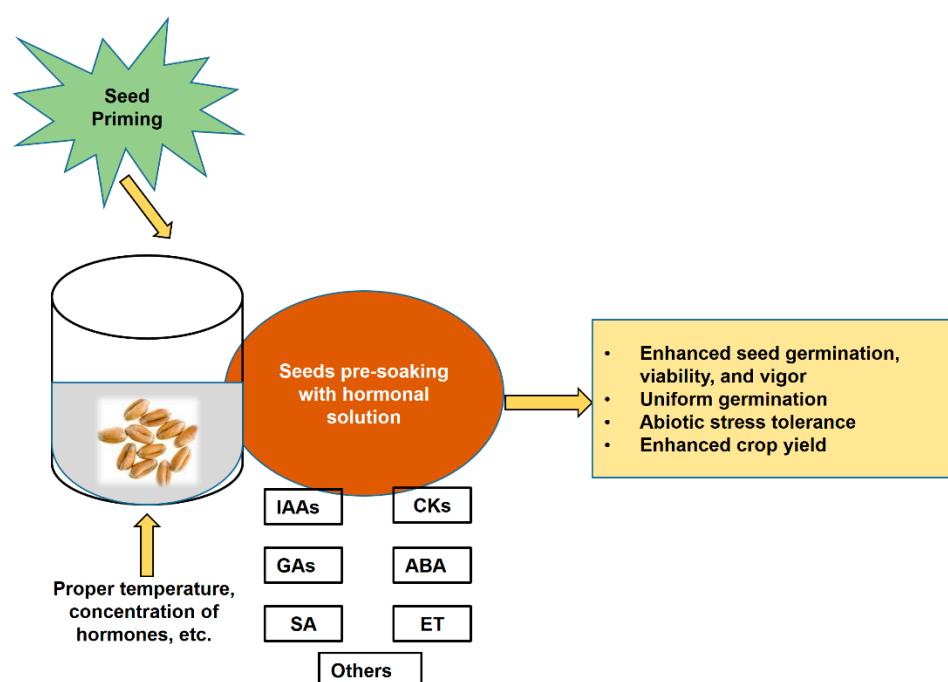 Seed
Priming
Seeds pre-soaking
with hormonal
solution
• Enhanced seed germination,
viability, and vigor
• Uniform germination
• Abiotic stress tolerance
• Enhanced crop yield
IAAs
CKs
GAs
ABA
SA
ET
Others
Proper temperature,
concentration of
hormones, etc.